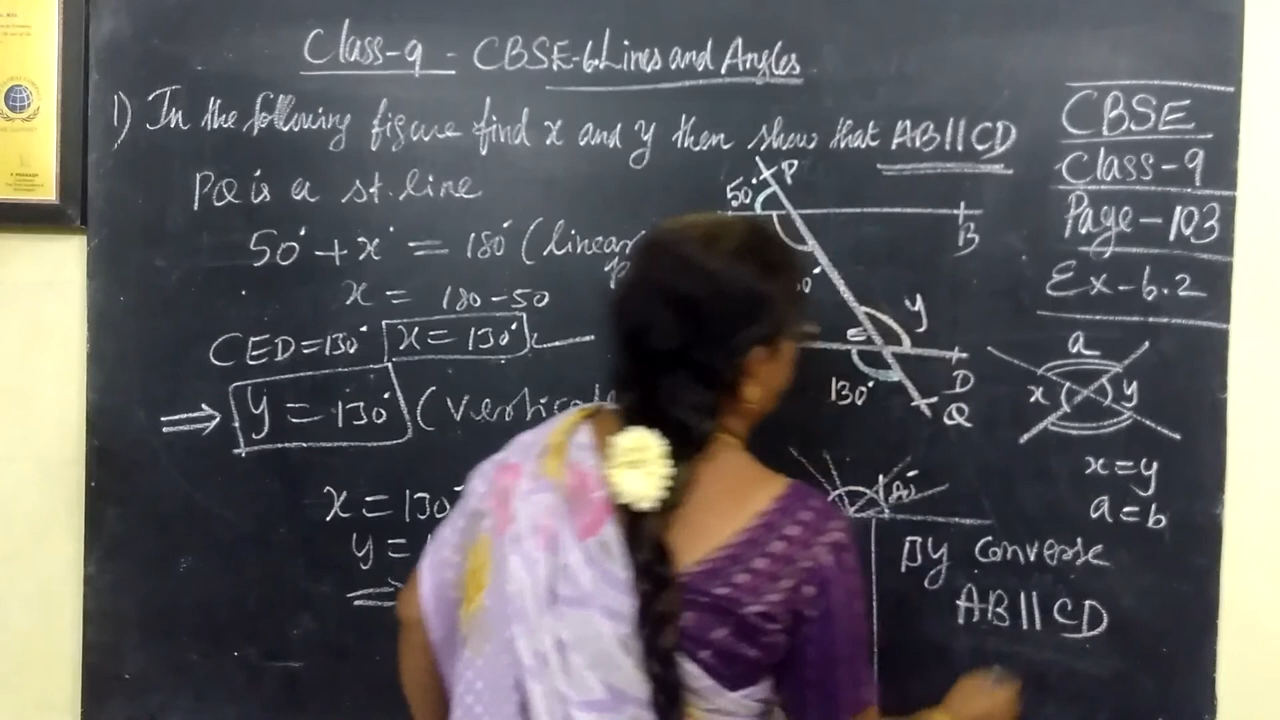 Class-9 - CBSE-6.Lines and Angles
1) In the following figure find x and y then show that AB||CD
PQ is a st. line
50° + x° = 180° (linear
x = 180-50
CED=130° x = 130°
⇒ y = 130° (vertical
x = 130°
y =
P
50°
B
y
E
130°
D
Q
180°
By Converse
AB||CD
CBSE
Class-9
Page-103
Ex-6.2
a
x y
x=y
a=b